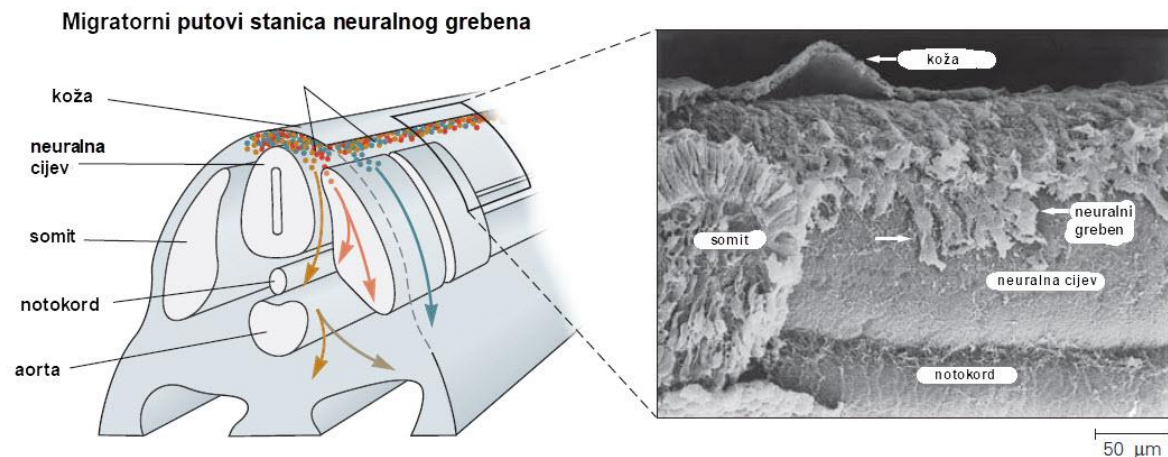 Migratorni putovi stanica neuralnog grebena
koža
neuralna
cijev
somit
notokord
aorta
koža
somit
neuralni
greben
neuralna cijev
notokord
50 µm